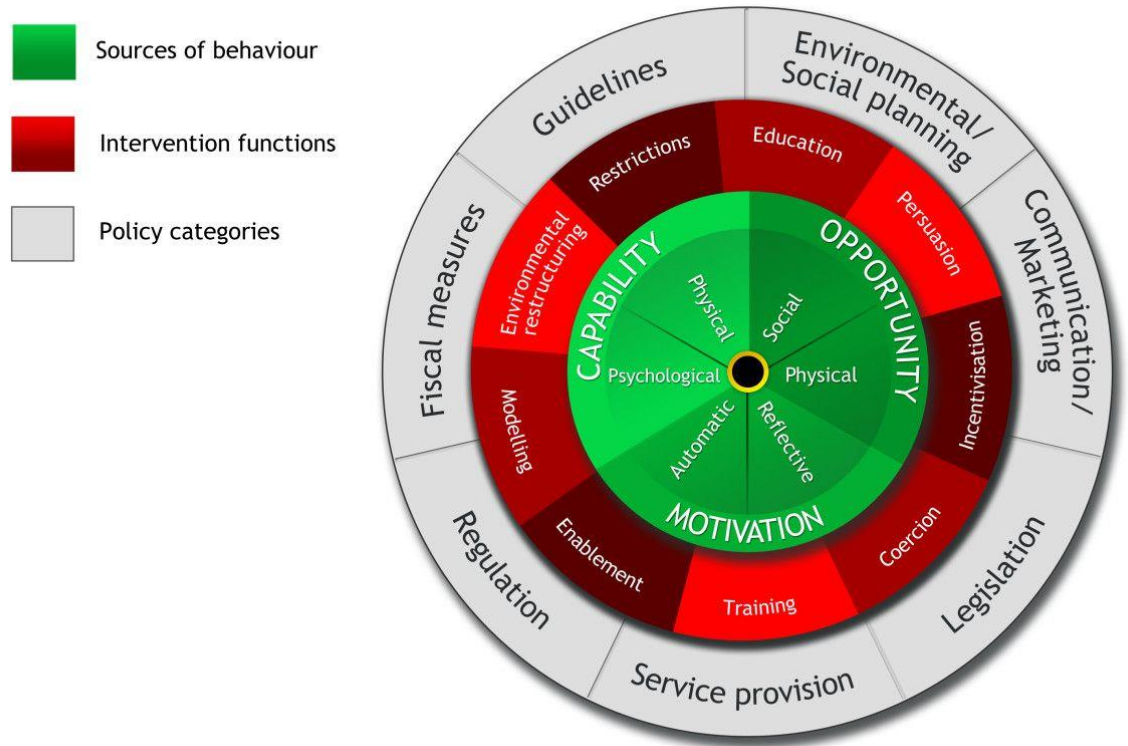 Sources of behaviour
Intervention functions
Policy categories
Guidelines
Environmental/
Social planning
Communication/
Marketing
Legislation
Service provision
Regulation
Fiscal measures
Restrictions
Education
Persuasion
Incentivisation
Coercion
Training
Enablement
Modelling
Environmental
restructuring
CAPABILITY
OPPORTUNITY
MOTIVATION
Physical
Social
Physical
Reflective
Automatic
Psychological